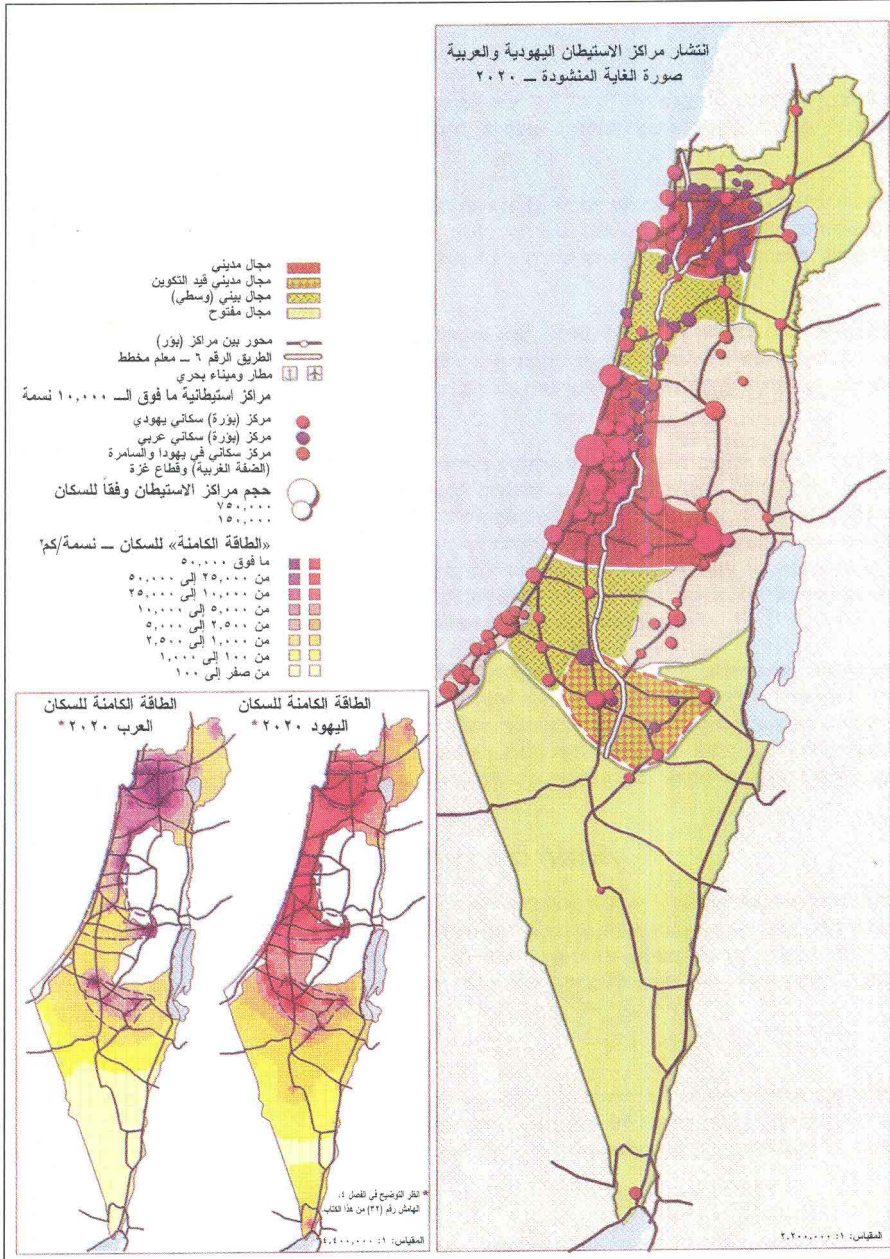 انتشار مراكز الاستيطان اليهودية والعربية
صورة الغاية المنشودة ــ ٢٠٢٠
مجال مديني
مجال مديني قيد التكوين
مجال بيني (وسطي)
مجال مفتوح
محور بين مراكز (بؤر)
الطريق الرقم ٦ ــ معلم مخطط
مطار وميناء بحري
مراكز استيطانية ما فوق الــ ١٠,٠٠٠ نسمة
مركز (بؤرة) سكاني يهودي
مركز (بؤرة) سكاني عربي
مركز سكاني في يهودا والسامرة
(الضفة الغربية) وقطاع غزة
حجم مراكز الاستيطان وفقاً للسكان
٧٥٠,٠٠٠
١٥٠,٠٠٠
«الطاقة الكامنة» للسكان ــ نسمة/كم٢
ما فوق ٥٠,٠٠٠
من ٢٥,٠٠٠ إلى ٥٠,٠٠٠
من ١٠,٠٠٠ إلى ٢٥,٠٠٠
من ٥,٠٠٠ إلى ١٠,٠٠٠
من ٢,٥٠٠ إلى ٥,٠٠٠
من ١,٠٠٠ إلى ٢,٥٠٠
من ١٠٠ إلى ١,٠٠٠
من صفر إلى ١٠٠
الطاقة الكامنة للسكان
اليهود ٢٠٢٠ *
الطاقة الكامنة للسكان
العرب ٢٠٢٠ *
* انظر التوضيح في الفصل ٤،
الهامش رقم (٣٢) من هذا الكتاب.
المقياس: ١: ٤,٤٠٠,٠٠٠
المقياس: ١: ٢,٢٠٠,٠٠٠